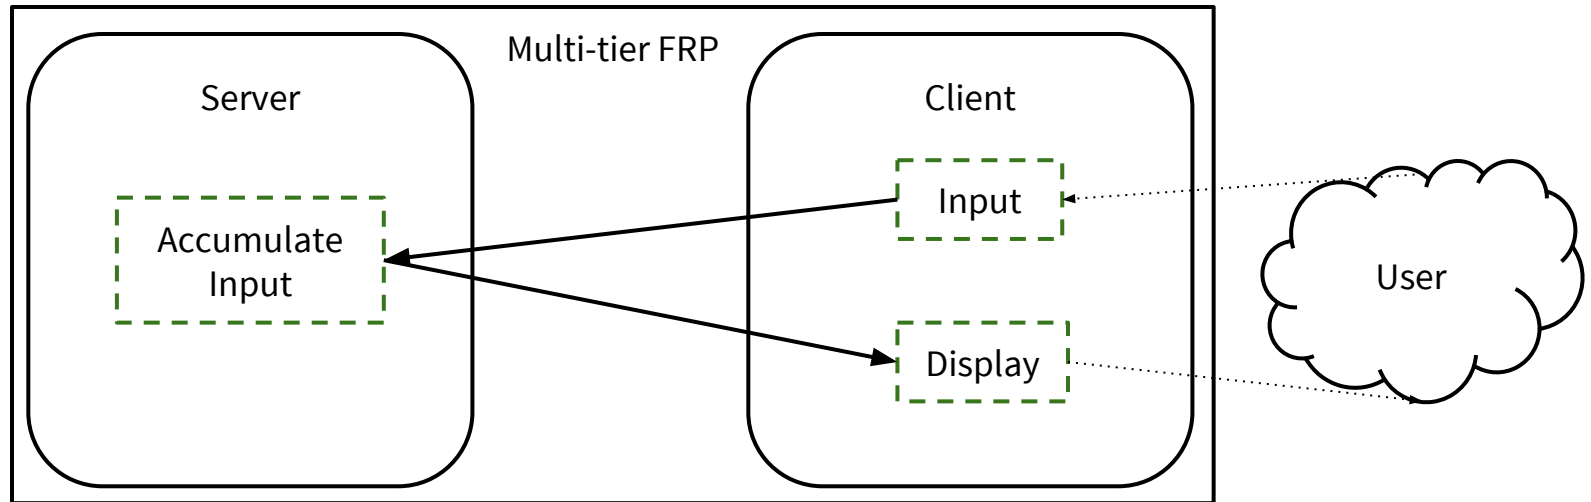 Multi-tier FRP
Server
Accumulate
Input
Client
Input
Display
User